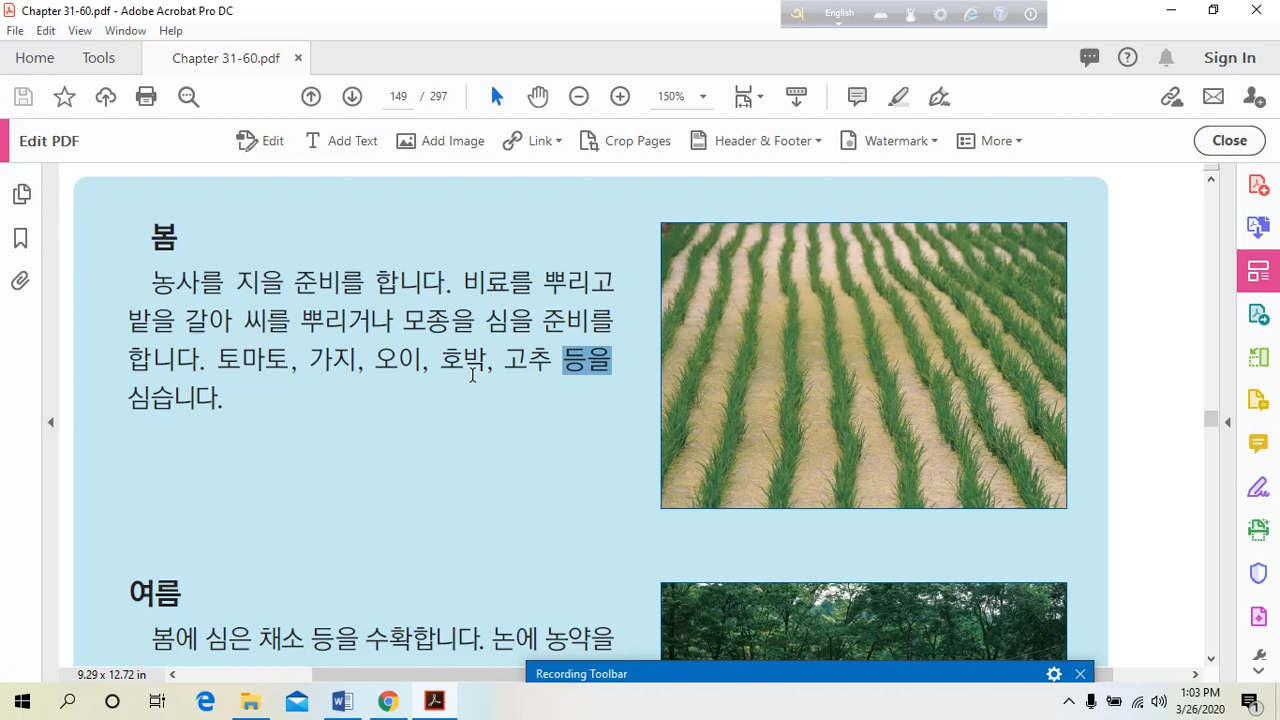 Chapter 31-60.pdf - Adobe Acrobat Pro DC
English
File Edit View Window Help
Home Tools Chapter 31-60.pdf × Sign In
149 / 297 150%
Edit PDF Edit Add Text Add Image Link Crop Pages Header & Footer Watermark More Close
봄
농사를 지을 준비를 합니다. 비료를 뿌리고
밭을 갈아 씨를 뿌리거나 모종을 심을 준비를
합니다. 토마토, 가지, 오이, 호박, 고추 등을
심습니다.
여름
봄에 심은 채소 등을 수확합니다. 논에 농약을
9.29 x 12.72 in
Recording Toolbar
1:03 PM
3/26/2020
1